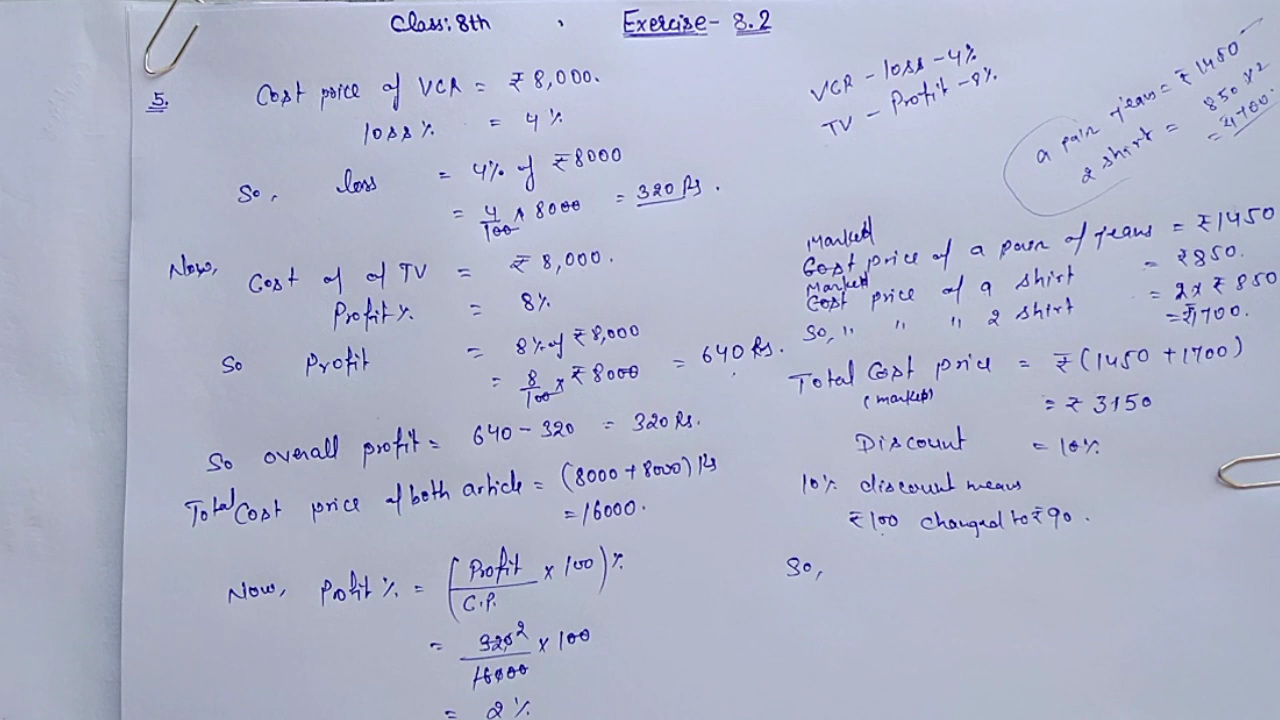 Class: 8th
Exercise- 8.2
5.
Cost price of VCR = ₹ 8,000.
loss% = 4%
So, loss = 4% of ₹8000
= 4/100 × 8000 = 320 Rs.
Now, Cost of of TV = ₹ 8,000.
Profit% = 8%
So Profit = 8% of ₹8,000
= 8/100 × ₹8000 = 640 Rs.
So overall profit = 640 - 320 = 320 Rs.
Total Cost price of both article = (8000 + 8000) Rs
= 16000.
Now, Profit % = (Profit/C.P. × 100)%
= 320 2/16000 × 100
= 2%
VCR - loss - 4%
TV - Profit - 8%
a pair jeans = ₹ 1450
2 shirt = 850 × 2
= ₹1700.
Marked
Cost price of a pair of jeans = ₹1450
Marked
Cost price of a shirt = ₹850.
So, " " " 2 shirt = 2 × ₹ 850
= ₹1700.
Total Cost price = ₹ (1450 + 1700)
(marked) = ₹ 3150
Discount = 10%
10% discount means
₹100 changed to ₹90.
So,